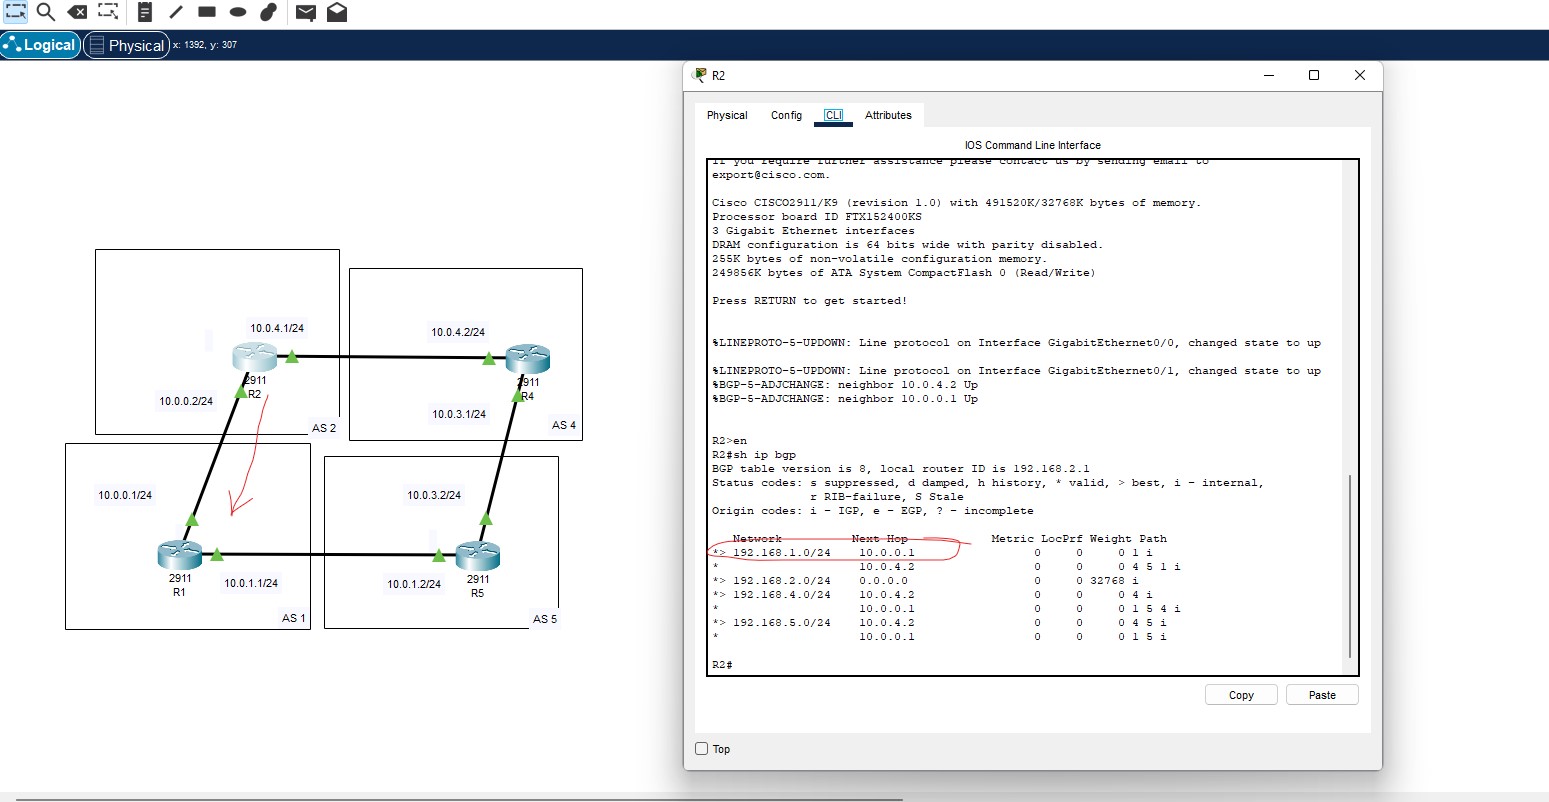 Logical
Physical
x: 1392, y: 307
10.0.4.1/24
10.0.4.2/24
2911
R2
2911
R4
10.0.0.2/24
10.0.3.1/24
AS 2
AS 4
10.0.0.1/24
10.0.3.2/24
2911
R1
10.0.1.1/24
10.0.1.2/24
2911
R5
AS 1
AS 5
R2
Physical
Config
CLI
Attributes
IOS Command Line Interface
If you require further assistance please contact us by sending email to
export@cisco.com.
Cisco CISCO2911/K9 (revision 1.0) with 491520K/32768K bytes of memory.
Processor board ID FTX152400KS
3 Gigabit Ethernet interfaces
DRAM configuration is 64 bits wide with parity disabled.
255K bytes of non-volatile configuration memory.
249856K bytes of ATA System CompactFlash 0 (Read/Write)
Press RETURN to get started!
%LINEPROTO-5-UPDOWN: Line protocol on Interface GigabitEthernet0/0, changed state to up
%LINEPROTO-5-UPDOWN: Line protocol on Interface GigabitEthernet0/1, changed state to up
%BGP-5-ADJCHANGE: neighbor 10.0.4.2 Up
%BGP-5-ADJCHANGE: neighbor 10.0.0.1 Up
R2>en
R2#sh ip bgp
BGP table version is 8, local router ID is 192.168.2.1
Status codes: s suppressed, d damped, h history, * valid, > best, i - internal,
r RIB-failure, S Stale
Origin codes: i - IGP, e - EGP, ? - incomplete
Network Next Hop Metric LocPrf Weight Path
*> 192.168.1.0/24 10.0.0.1 0 0 0 1 i
* 10.0.4.2 0 0 0 4 5 1 i
*> 192.168.2.0/24 0.0.0.0 0 0 32768 i
*> 192.168.4.0/24 10.0.4.2 0 0 0 4 i
* 10.0.0.1 0 0 0 1 5 4 i
*> 192.168.5.0/24 10.0.4.2 0 0 0 4 5 i
* 10.0.0.1 0 0 0 1 5 i
R2#
Copy
Paste
Top